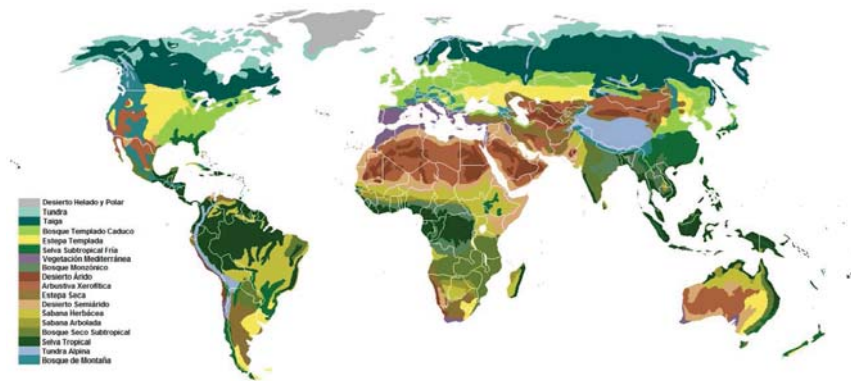 Desierto Helado y Polar
Tundra
Taiga
Bosque Templado Caduco
Estepa Templada
Selva Subtropical Fría
Vegetación Mediterránea
Bosque Monzónico
Desierto Árido
Arbustiva Xerofítica
Estepa Seca
Desierto Semiárido
Sabana Herbácea
Sabana Arbolada
Bosque Seco Subtropical
Selva Tropical
Tundra Alpina
Bosque de Montaña